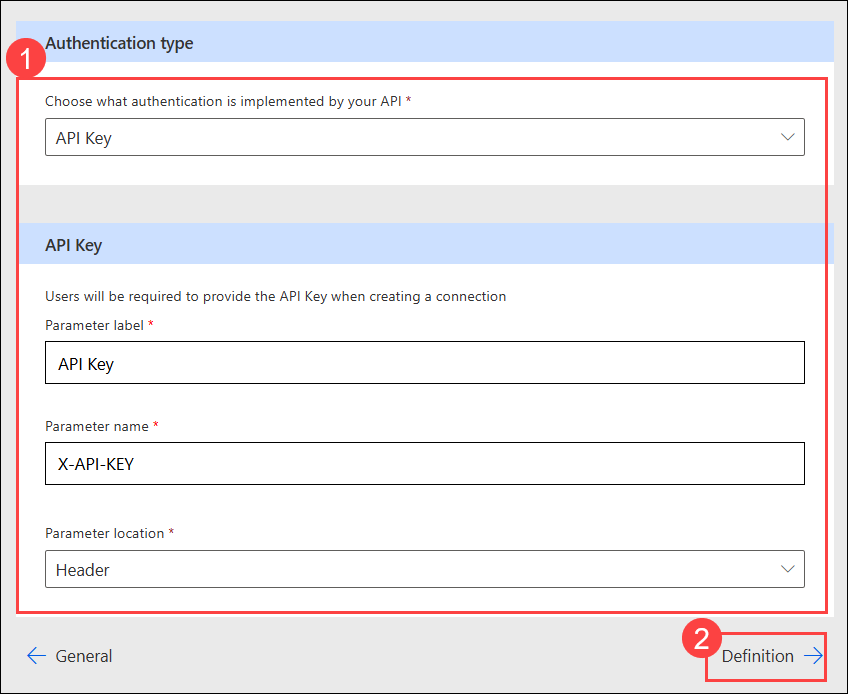 1
Authentication type
Choose what authentication is implemented by your API *
API Key
API Key
Users will be required to provide the API Key when creating a connection
Parameter label *
API Key
Parameter name *
X-API-KEY
Parameter location *
Header
← General
2
Definition →